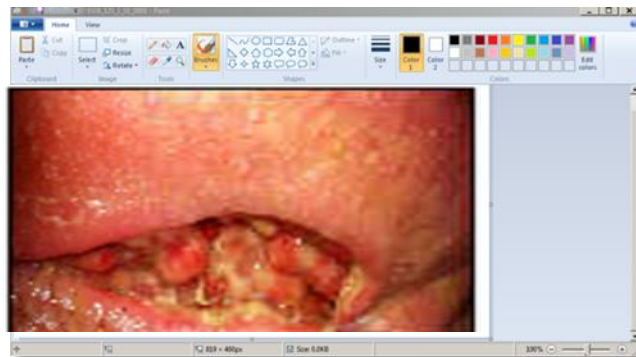 Home View
Cut
Copy
Paste
Clipboard
Crop
Resize
Rotate
Select
Image
A
Tools
Brushes
Outline
Fill
Shapes
Size
Color 1
Color 2
Edit colors
Colors
819 × 460px
Size: 0.0KB
100%